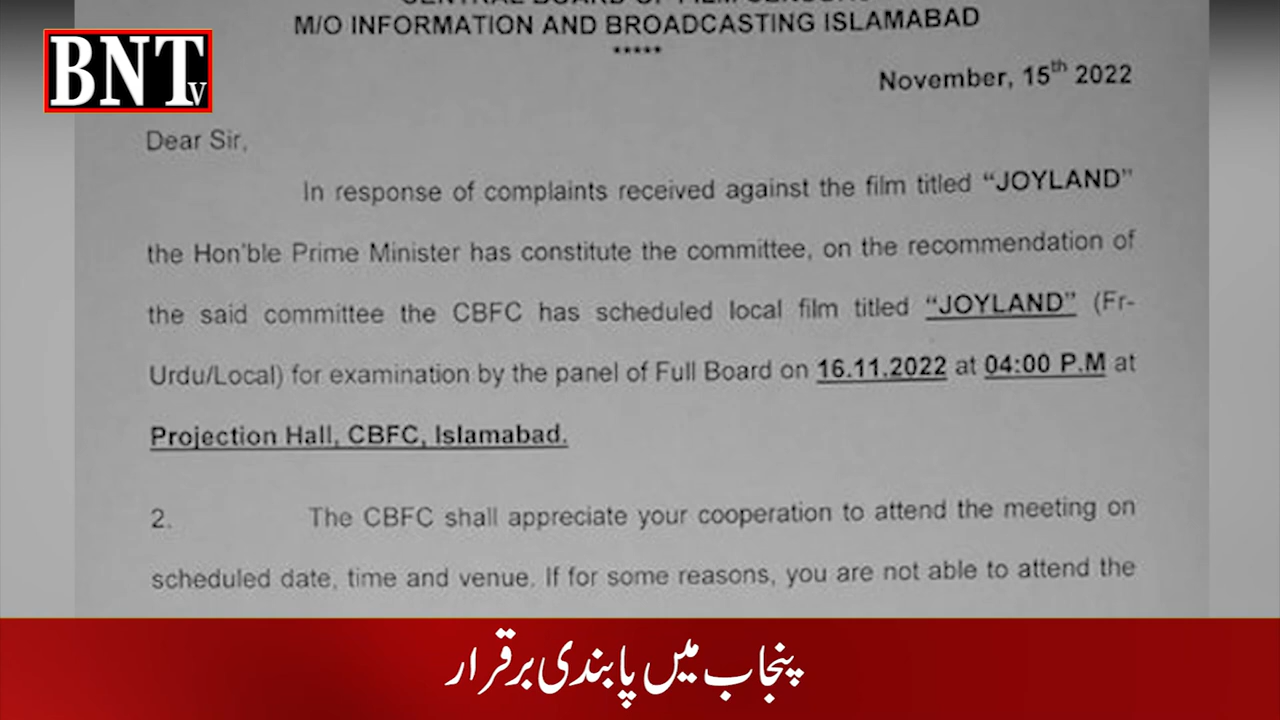 BNTV
CENTRAL BOARD OF FILM CENSORS
M/O INFORMATION AND BROADCASTING ISLAMABAD
*****
November, 15th 2022
Dear Sir,
In response of complaints received against the film titled “JOYLAND”
the Hon'ble Prime Minister has constitute the committee, on the recommendation of
the said committee the CBFC has scheduled local film titled “JOYLAND” (Fr-
Urdu/Local) for examination by the panel of Full Board on 16.11.2022 at 04:00 P.M at
Projection Hall, CBFC, Islamabad.
2. The CBFC shall appreciate your cooperation to attend the meeting on
scheduled date, time and venue. If for some reasons, you are not able to attend the
پنجاب میں پابندی برقرار